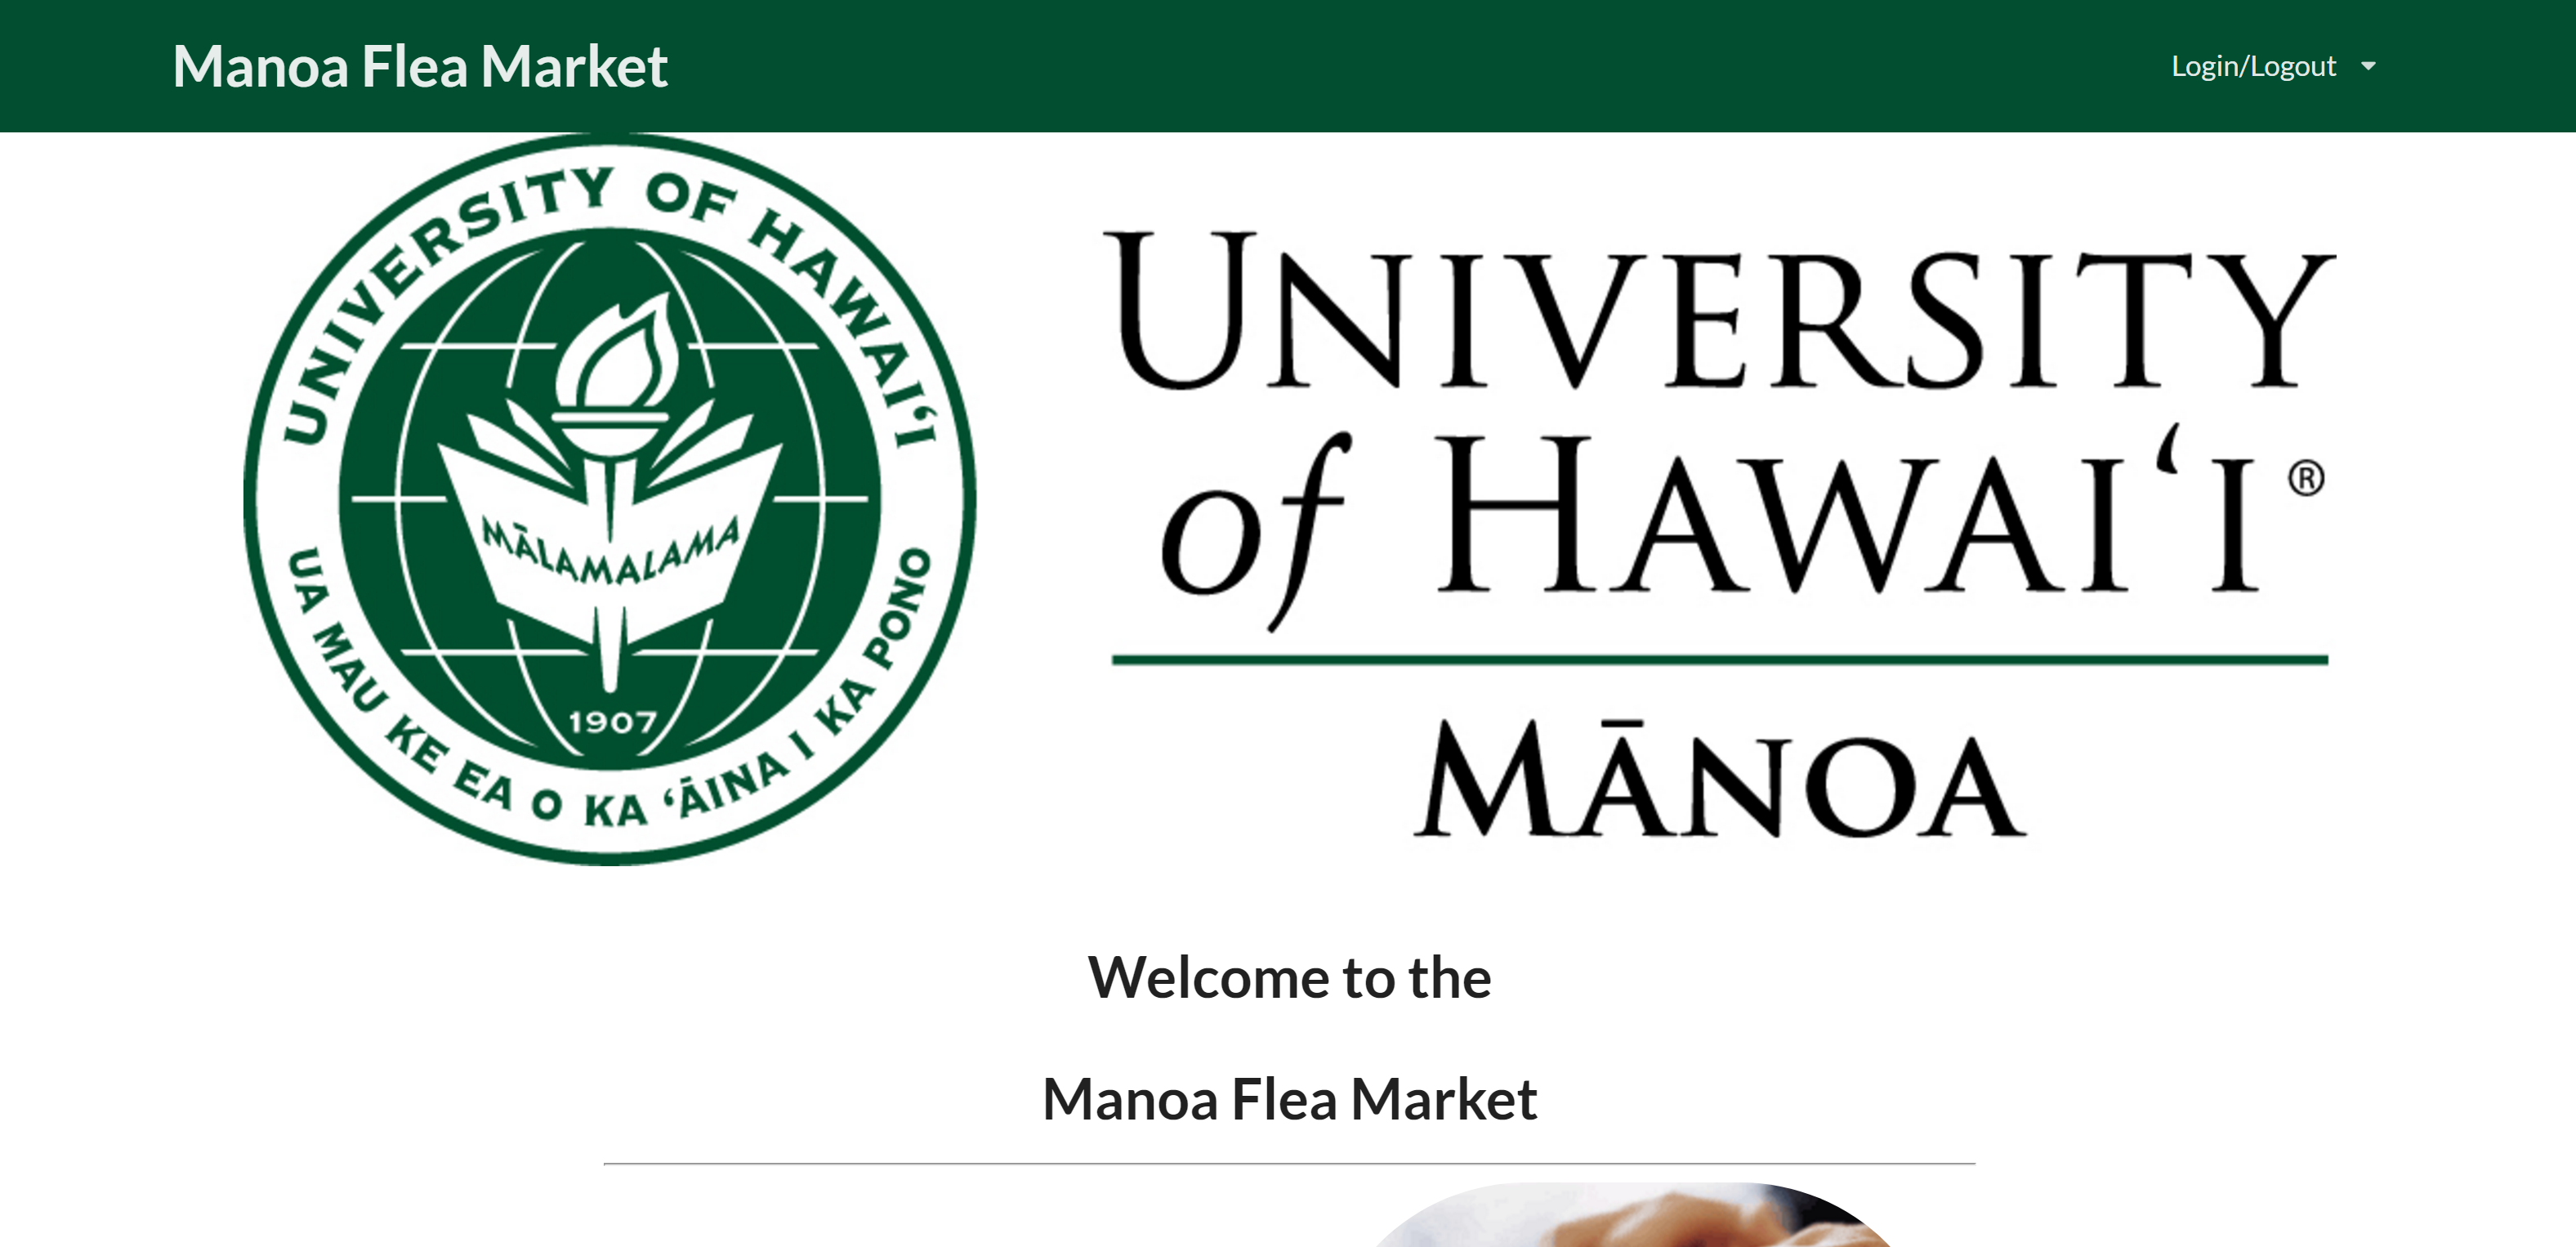 Manoa Flea Market
Login/Logout
UNIVERSITY OF HAWAIʻI
MĀLAMALAMA
1907
UA MAU KE EA O KA ʻĀINA I KA PONO
UNIVERSITY
of HAWAIʻI®
MĀNOA
Welcome to the
Manoa Flea Market